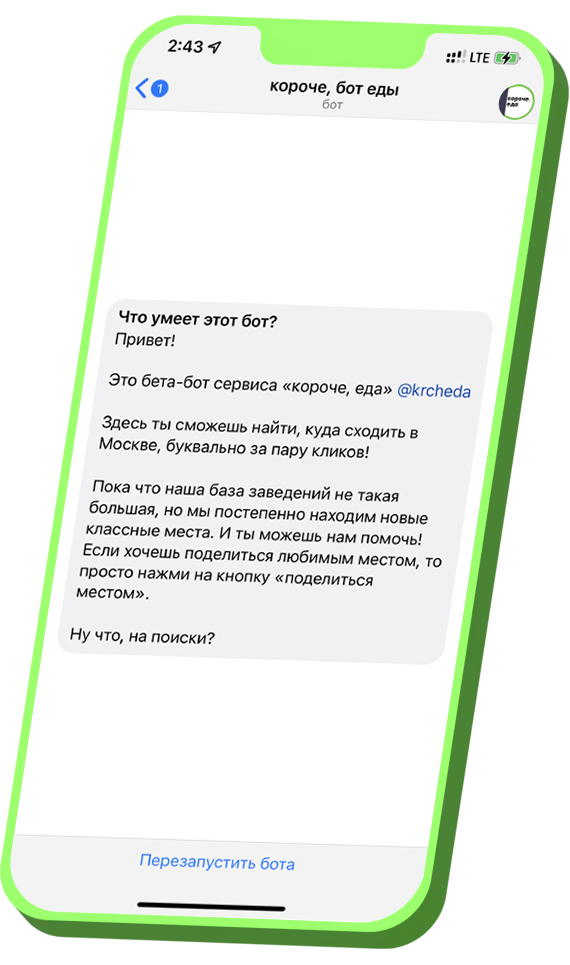 2:43
LTE
1
короче, бот еды
бот
короче,
еда
Что умеет этот бот?
Привет!
Это бета-бот сервиса «короче, еда» @krcheda
Здесь ты сможешь найти, куда сходить в
Москве, буквально за пару кликов!
Пока что наша база заведений не такая
большая, но мы постепенно находим новые
классные места. И ты можешь нам помочь!
Если хочешь поделиться любимым местом, то
просто нажми на кнопку «поделиться
местом».
Ну что, на поиски?
Перезапустить бота